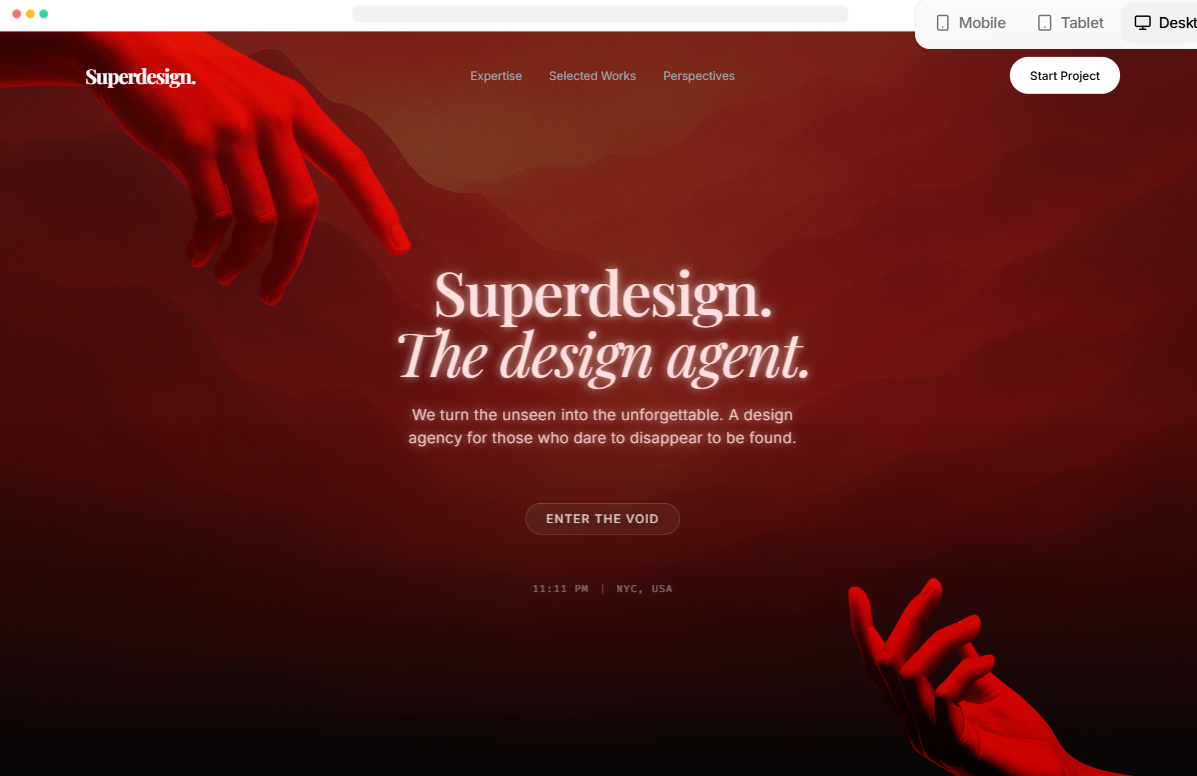 Mobile
Tablet
Superdesign.
Expertise
Selected Works
Perspectives
Start Project
Superdesign.
The design agent.
We turn the unseen into the unforgettable. A design
agency for those who dare to disappear to be found.
ENTER THE VOID
11:11 PM | NYC, USA